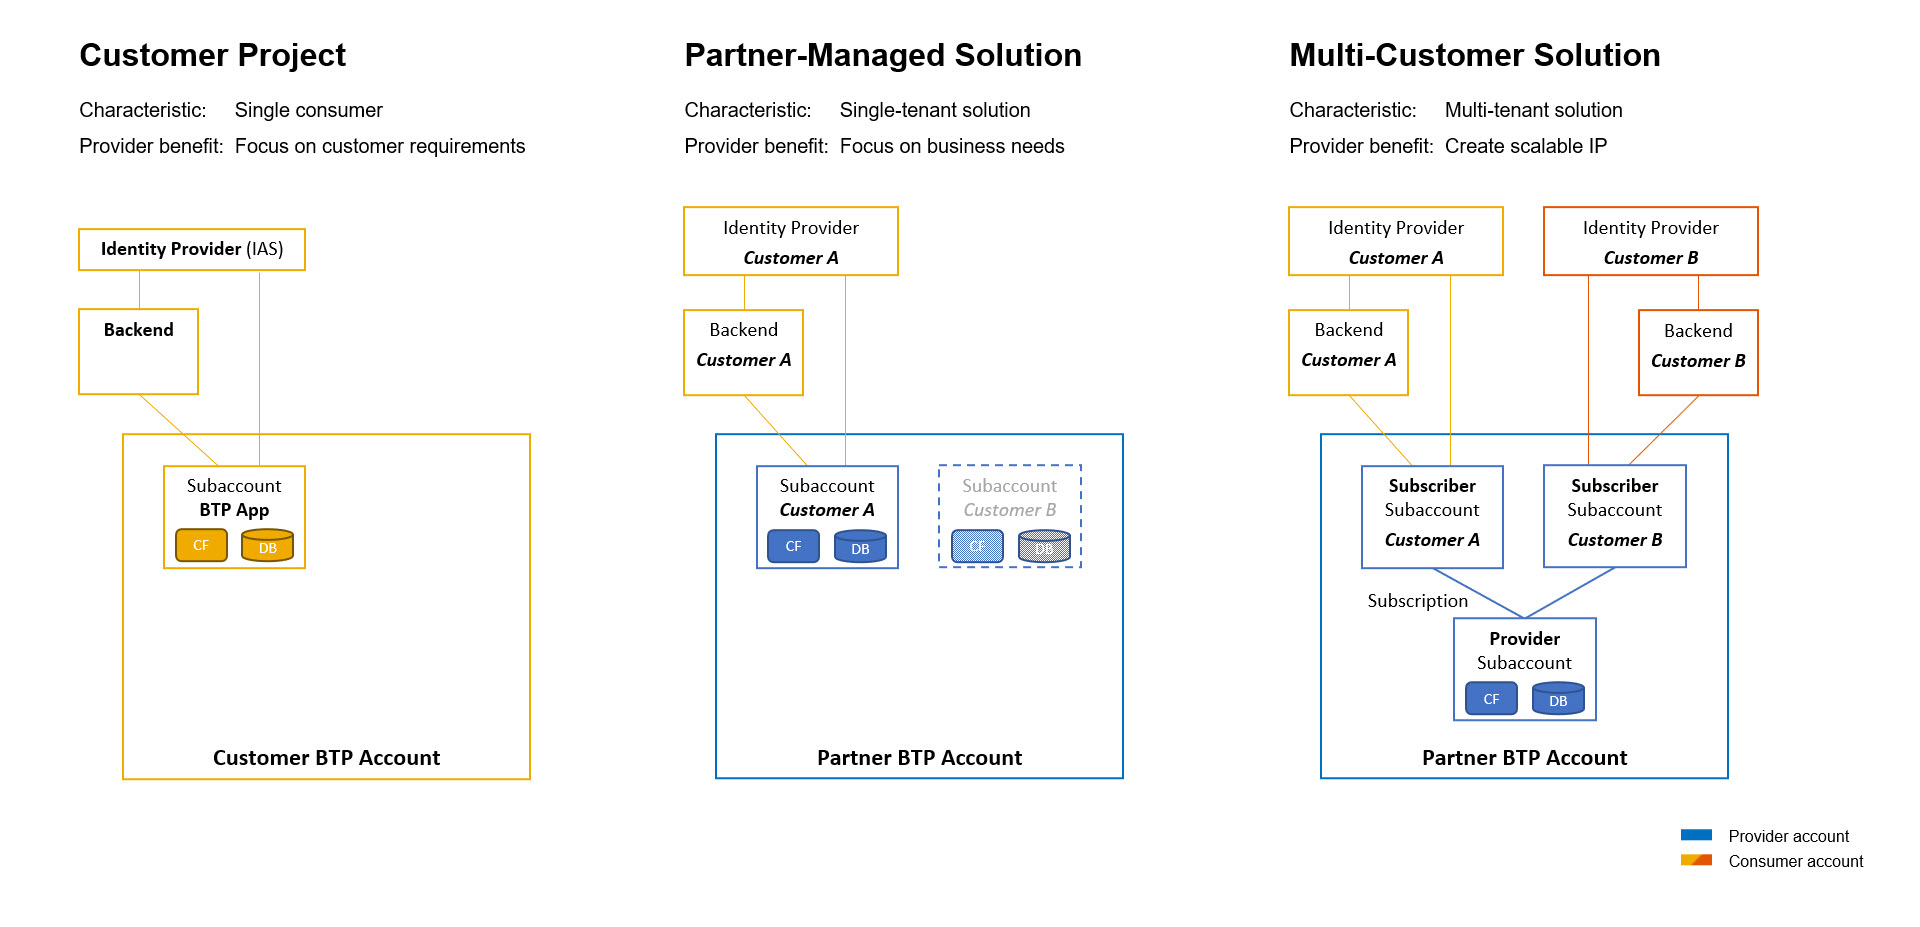 Customer Project
Characteristic: Single consumer
Provider benefit: Focus on customer requirements
Identity Provider (IAS)
Backend
Subaccount
BTP App
CF DB
Customer BTP Account
Partner-Managed Solution
Characteristic: Single-tenant solution
Provider benefit: Focus on business needs
Identity Provider
Customer A
Backend
Customer A
Subaccount
Customer A
CF DB
Subaccount
Customer B
CF DB
Partner BTP Account
Multi-Customer Solution
Characteristic: Multi-tenant solution
Provider benefit: Create scalable IP
Identity Provider
Customer A
Identity Provider
Customer B
Backend
Customer A
Backend
Customer B
Subscriber
Subaccount
Customer A
Subscriber
Subaccount
Customer B
Subscription
Provider
Subaccount
CF DB
Partner BTP Account
Provider account
Consumer account